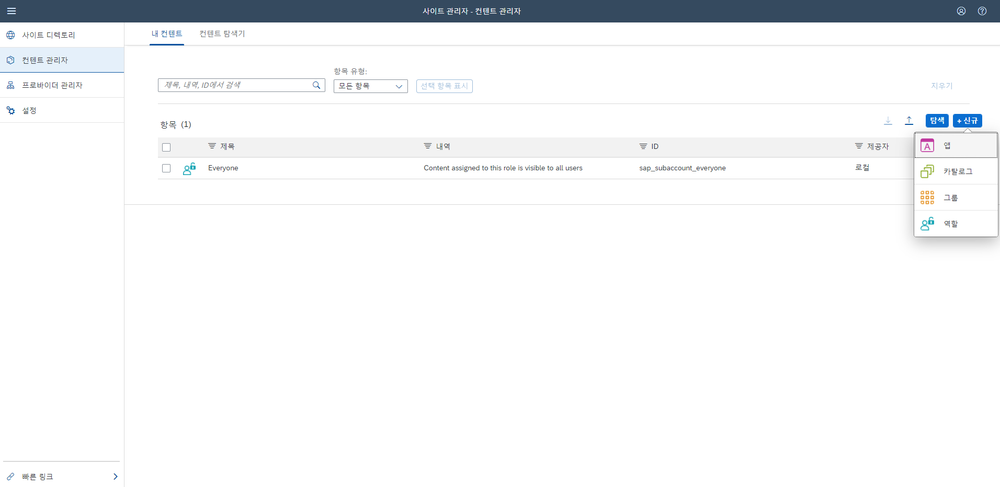 사이트 관리자 - 컨텐트 관리자
사이트 디렉토리
컨텐트 관리자
프로바이더 관리자
설정
빠른 링크
내 컨텐트
컨텐트 탐색기
제목, 내역, ID에서 검색
항목 유형:
모든 항목
선택 항목 표시
지우기
항목 (1)
탐색
+ 신규
제목
내역
ID
제공자
Everyone
Content assigned to this role is visible to all users
sap_subaccount_everyone
로컬
A 앱
카탈로그
그룹
역할